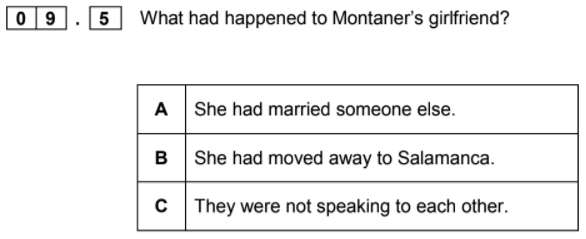 0 9 . 5 What had happened to Montaner's girlfriend?
A She had married someone else.
B She had moved away to Salamanca.
C They were not speaking to each other.